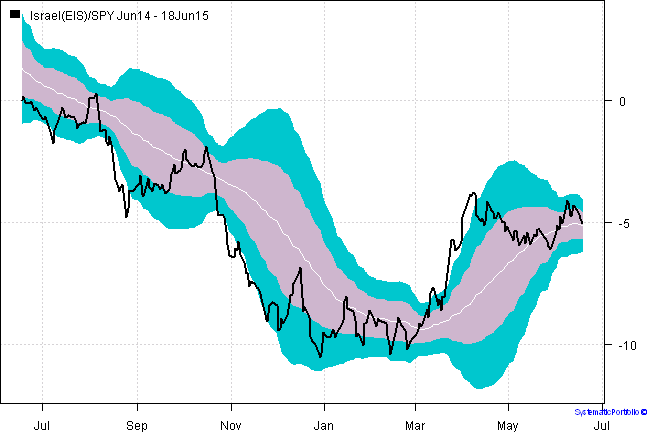 Israel(EIS)/SPY Jun14 - 18Jun15
0
-5
-10
SystematicPortfolio ©
Jul Sep Nov Jan Mar May Jul